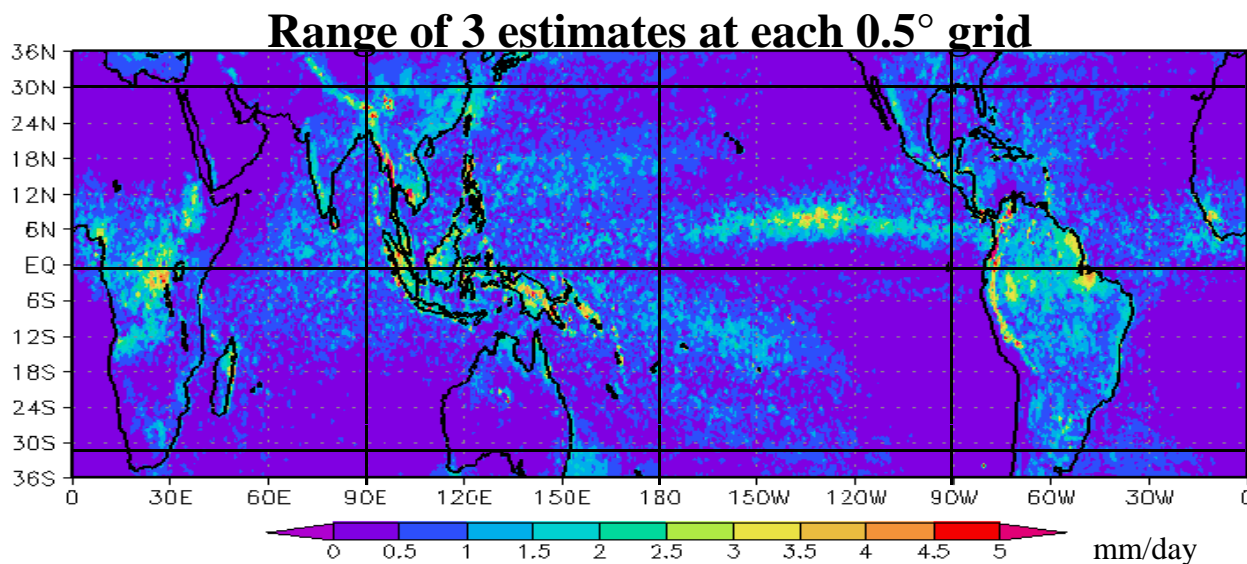 Range of 3 estimates at each 0.5° grid
36N
30N
24N
18N
12N
6N
EQ
6S
12S
18S
24S
30S
36S
0 30E 60E 90E 120E 150E 180 150W 120W 90W 60W 30W 0
0 0.5 1 1.5 2 2.5 3 3.5 4 4.5 5 mm/day